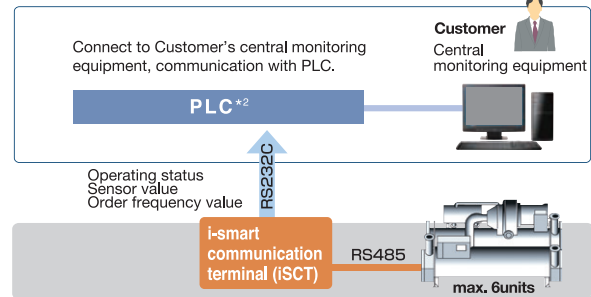 Customer
Central
monitoring equipment
Connect to Customer's central monitoring
equipment, communication with PLC.
PLC*2
RS232C
Operating status
Sensor value
Order frequency value
i-smart
communication
terminal (iSCT)
RS485
max. 6units